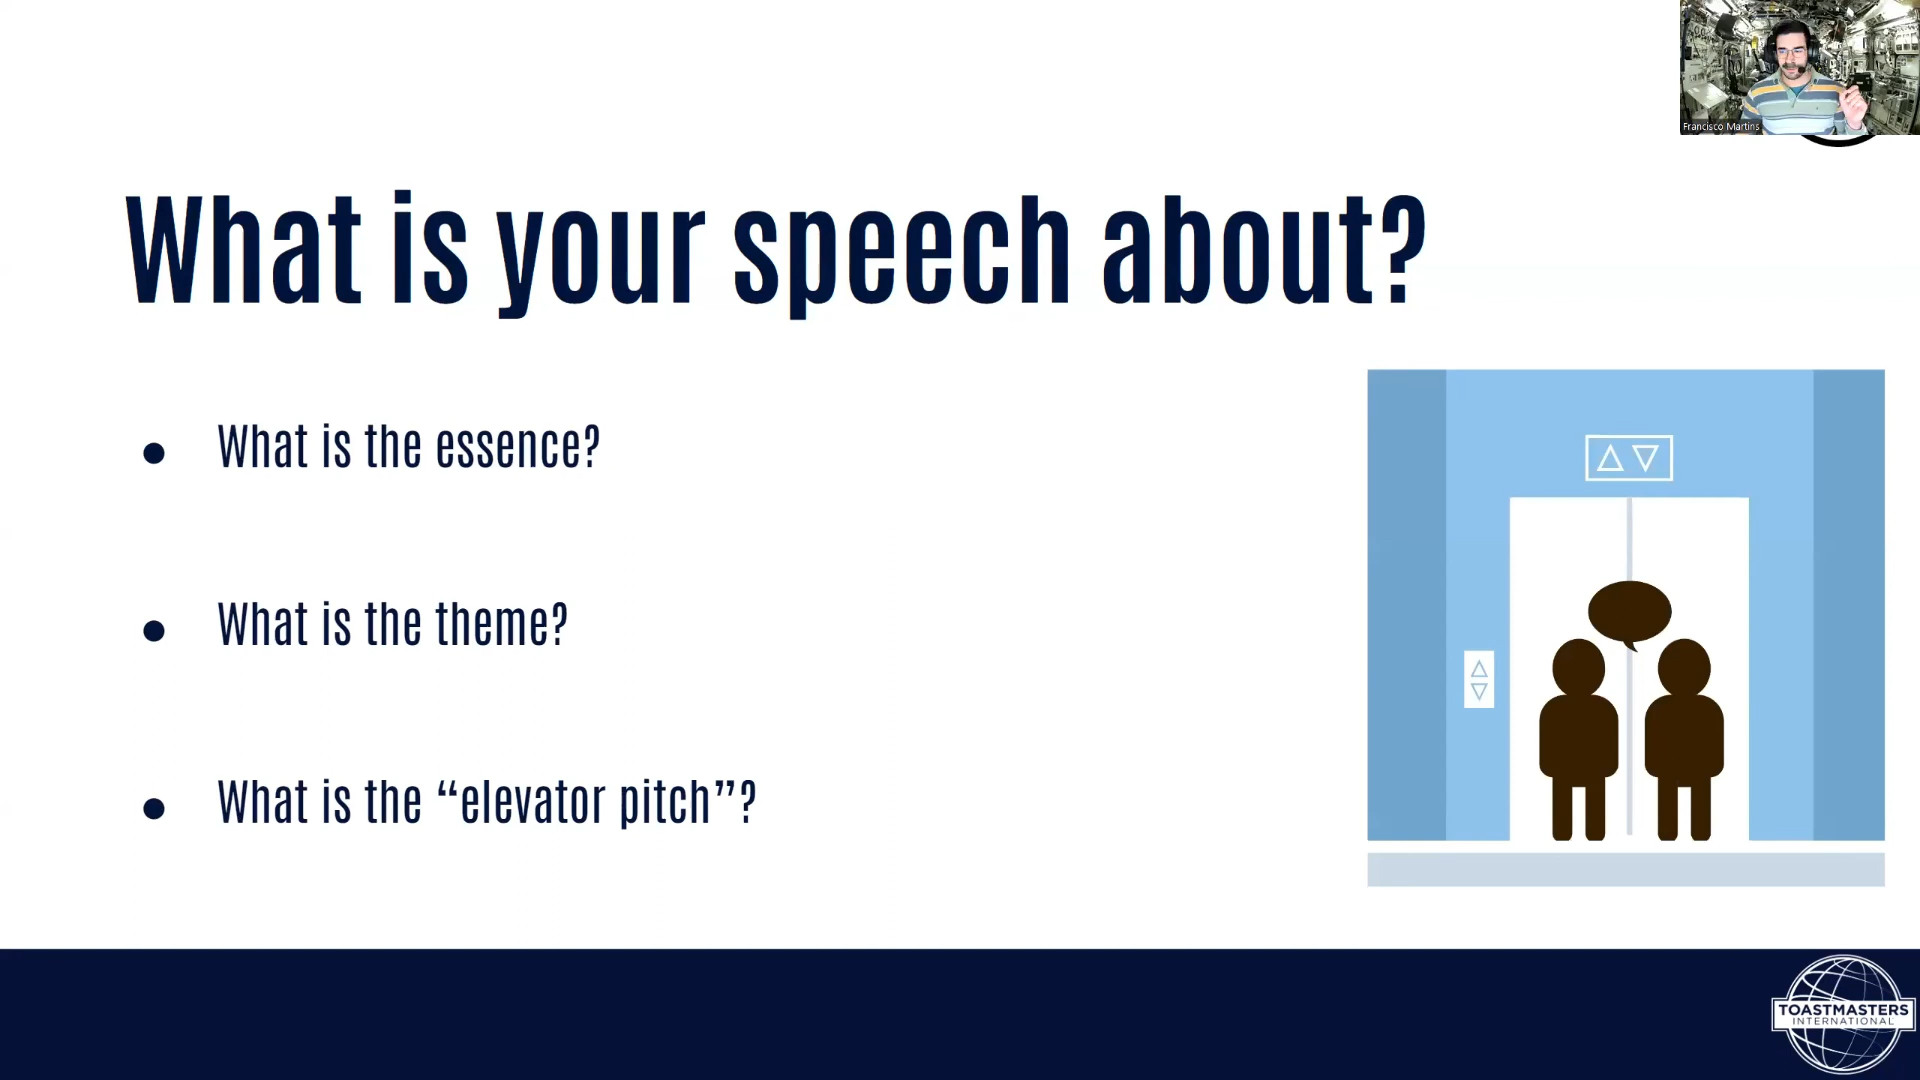 Francisco Martins
What is your speech about?
● What is the essence?
● What is the theme?
● What is the “elevator pitch”?
TOASTMASTERS
INTERNATIONAL